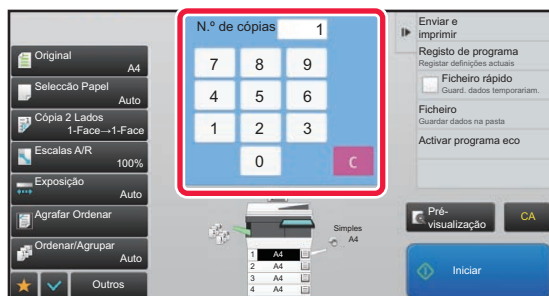 Original
A4
Seleccão Papel
Auto
Cópia 2 Lados
1-Face→1-Face
Escalas A/R
100%
Exposição
Auto
Agrafar Ordenar
Ordenar/Agrupar
Auto
Outros
N.º de cópias 1
7 8 9
4 5 6
1 2 3
0 C
Simples
A4
1 A4
2 A4
3 A4
4 A4
Enviar e
imprimir
Registo de programa
Registar definições actuais
Ficheiro rápido
Guard. dados temporariam.
Ficheiro
Guardar dados na pasta
Activar programa eco
Pré-
visualização
CA
Iniciar